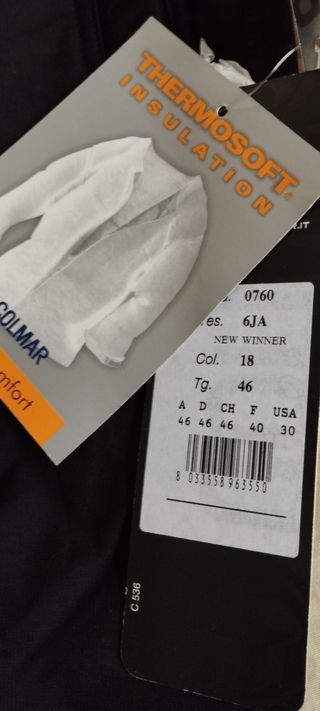 THERMOSOFT®
INSULATION
COLMAR
mfort
.IT
0760
es. 6JA
NEW WINNER
Col. 18
Tg. 46
A D CH F USA
46 46 46 40 30
8 033558 963550
C 536